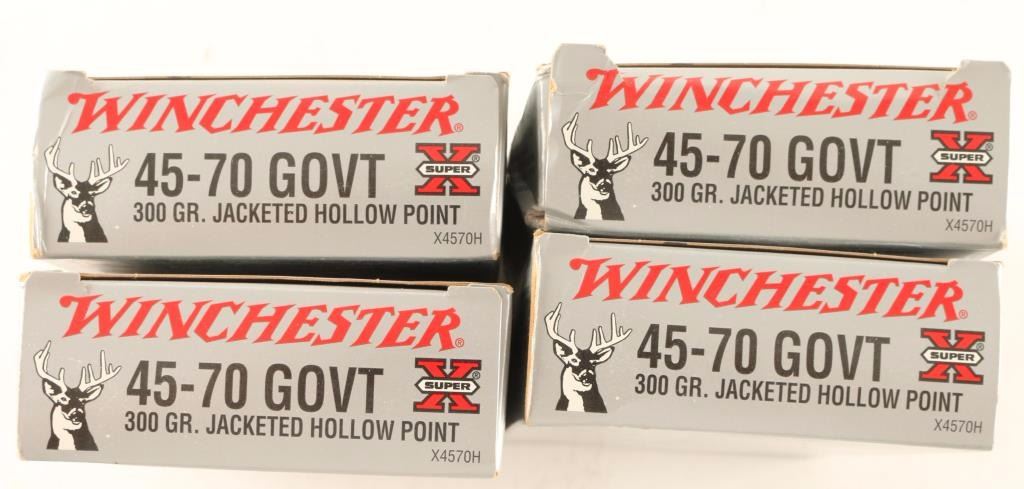 WINCHESTER®
45-70 GOVT
SUPER X®
300 GR. JACKETED HOLLOW POINT
X4570H
WINCHESTER®
45-70 GOVT
SUPER X®
300 GR. JACKETED HOLLOW POINT
X4570H
WINCHESTER®
45-70 GOVT
SUPER X®
300 GR. JACKETED HOLLOW POINT
X4570H
WINCHESTER®
45-70 GOVT
SUPER X®
300 GR. JACKETED HOLLOW POINT
X4570H